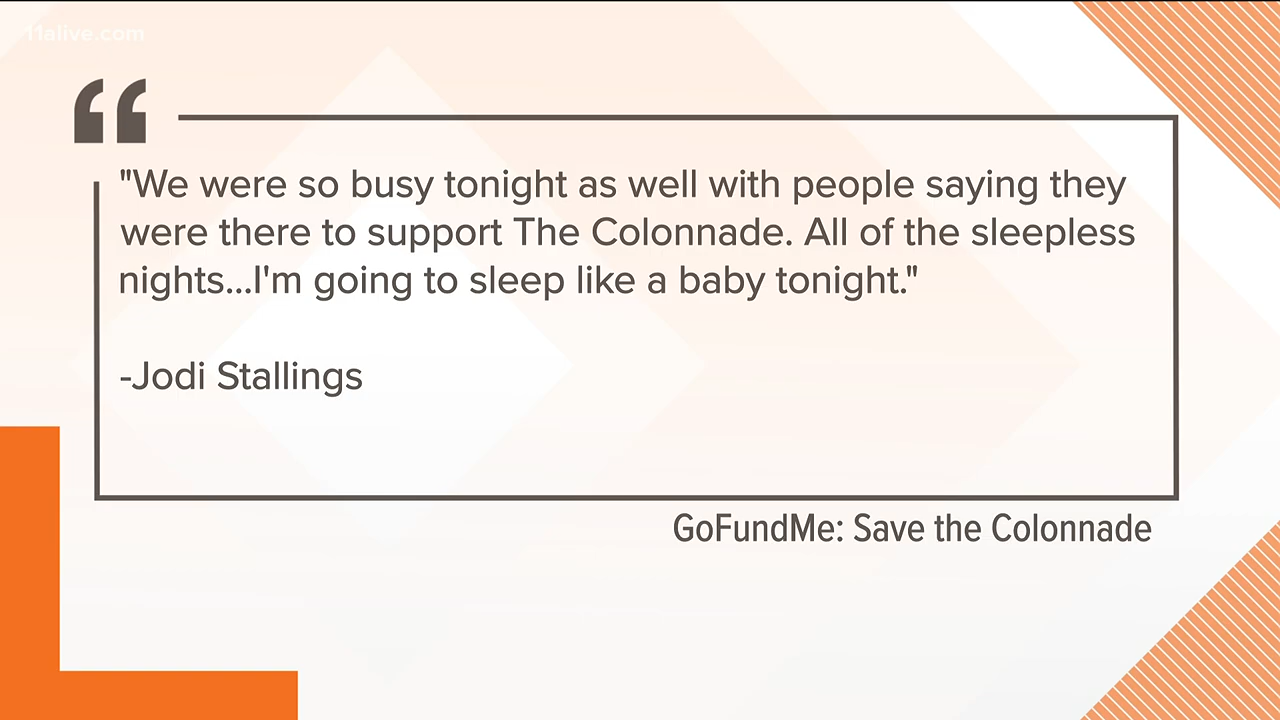 11alive.com
"We were so busy tonight as well with people saying they
were there to support The Colonnade. All of the sleepless
nights...I'm going to sleep like a baby tonight."
-Jodi Stallings
GoFundMe: Save the Colonnade